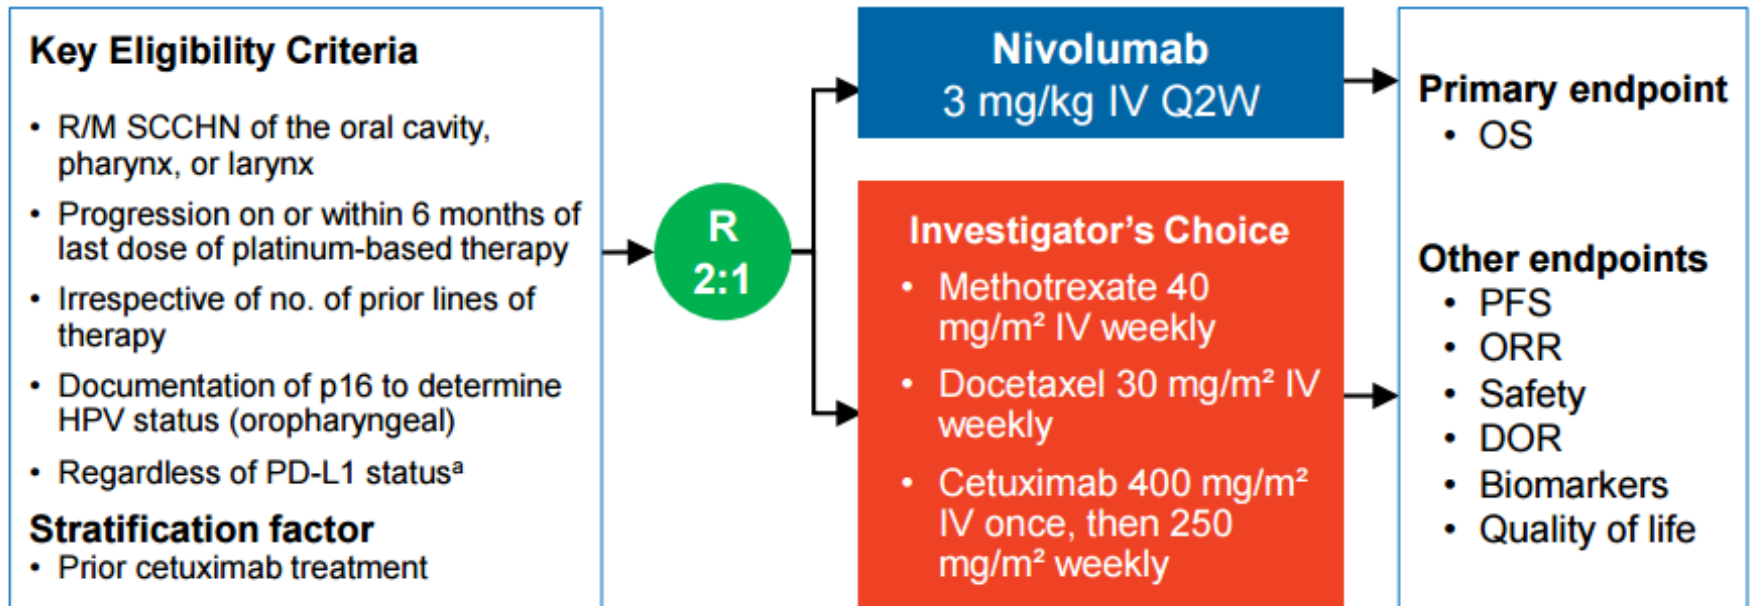 Key Eligibility Criteria
• R/M SCCHN of the oral cavity,
pharynx, or larynx
• Progression on or within 6 months of
last dose of platinum-based therapy
• Irrespective of no. of prior lines of
therapy
• Documentation of p16 to determine
HPV status (oropharyngeal)
• Regardless of PD-L1 statusᵃ
Stratification factor
• Prior cetuximab treatment
R
2:1
Nivolumab
3 mg/kg IV Q2W
Investigator’s Choice
• Methotrexate 40
mg/m² IV weekly
• Docetaxel 30 mg/m² IV
weekly
• Cetuximab 400 mg/m²
IV once, then 250
mg/m² weekly
Primary endpoint
• OS
Other endpoints
• PFS
• ORR
• Safety
• DOR
• Biomarkers
• Quality of life